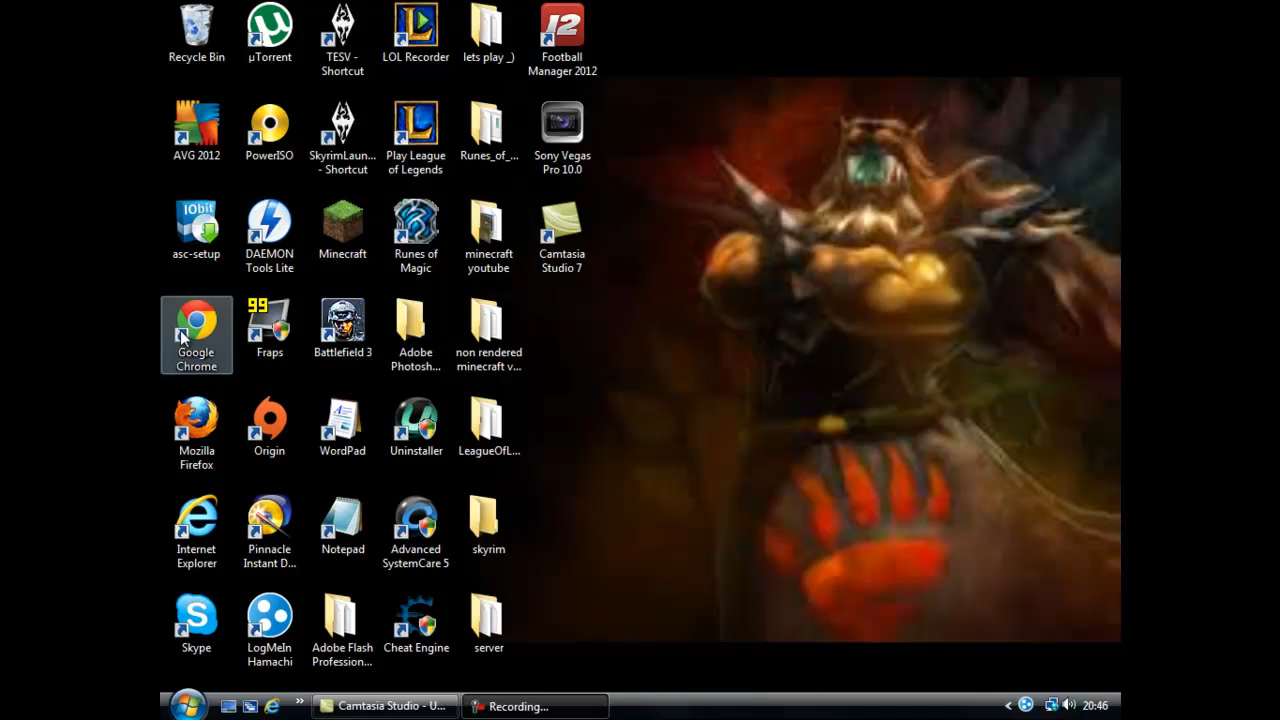 Recycle Bin
µTorrent
TESV -
Shortcut
LOL Recorder
lets play _)
12
Football
Manager 2012
AVG 2012
PowerISO
SkyrimLaun...
- Shortcut
Play League
of Legends
Runes_of_...
Sony Vegas
Pro 10.0
IObit
asc-setup
DAEMON
Tools Lite
Minecraft
Runes of
Magic
minecraft
youtube
Camtasia
Studio 7
Google
Chrome
99
Fraps
Battlefield 3
Adobe
Photosh...
non rendered
minecraft v...
Mozilla
Firefox
Origin
WordPad
Uninstaller
LeagueOfL...
Internet
Explorer
Pinnacle
Instant D...
Notepad
Advanced
SystemCare 5
skyrim
Skype
LogMeIn
Hamachi
Adobe Flash
Profession...
Cheat Engine
server
Camtasia Studio - U...
Recording...
20:46